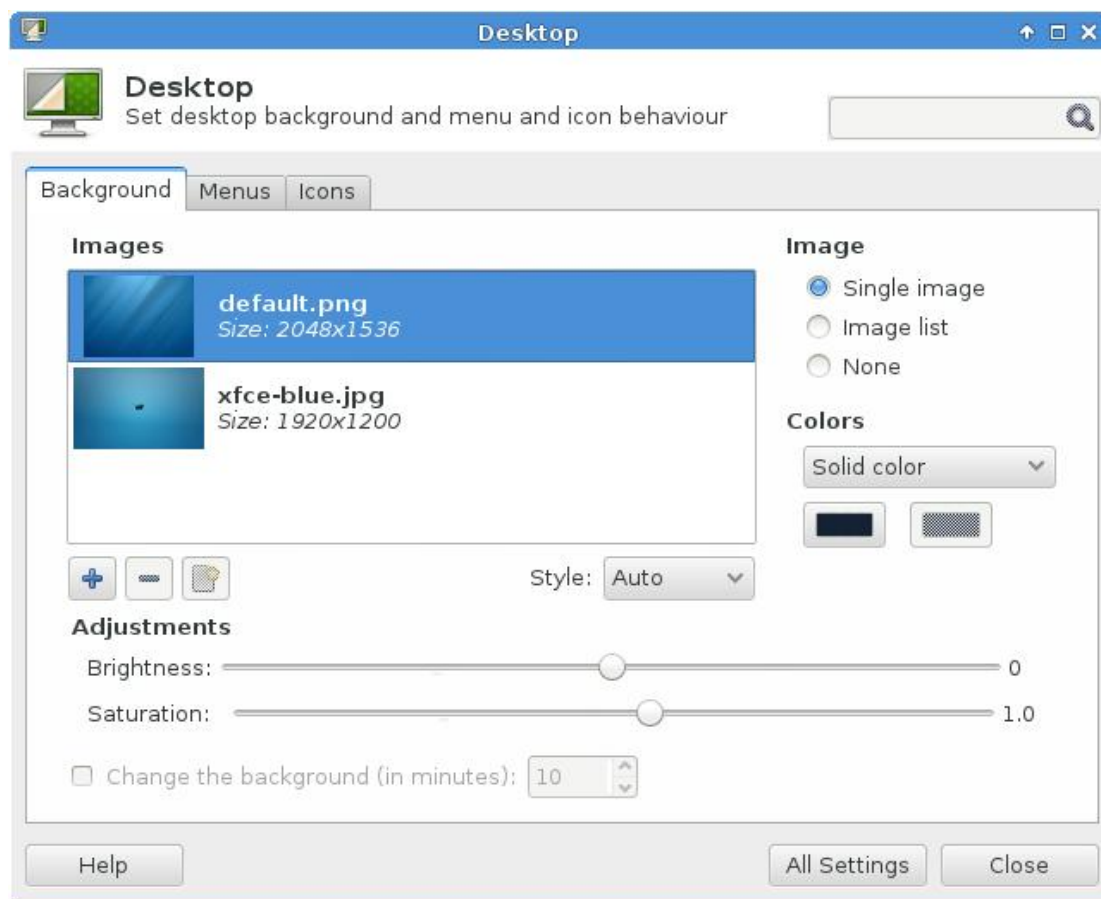 Desktop
Desktop
Set desktop background and menu and icon behaviour
Background Menus Icons
Images
default.png
Size: 2048x1536
xfce-blue.jpg
Size: 1920x1200
Style: Auto
Image
Single image
Image list
None
Colors
Solid color
Adjustments
Brightness: 0
Saturation: 1.0
Change the background (in minutes): 10
Help All Settings Close